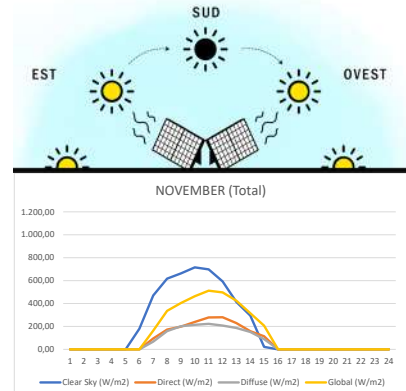 SUD
EST
OVEST
NOVEMBER (Total)
1.200,00
1.000,00
800,00
600,00
400,00
200,00
0,00
1 2 3 4 5 6 7 8 9 10 11 12 13 14 15 16 17 18 19 20 21 22 23 24
Clear Sky (W/m2) Direct (W/m2) Diffuse (W/m2) Global (W/m2)